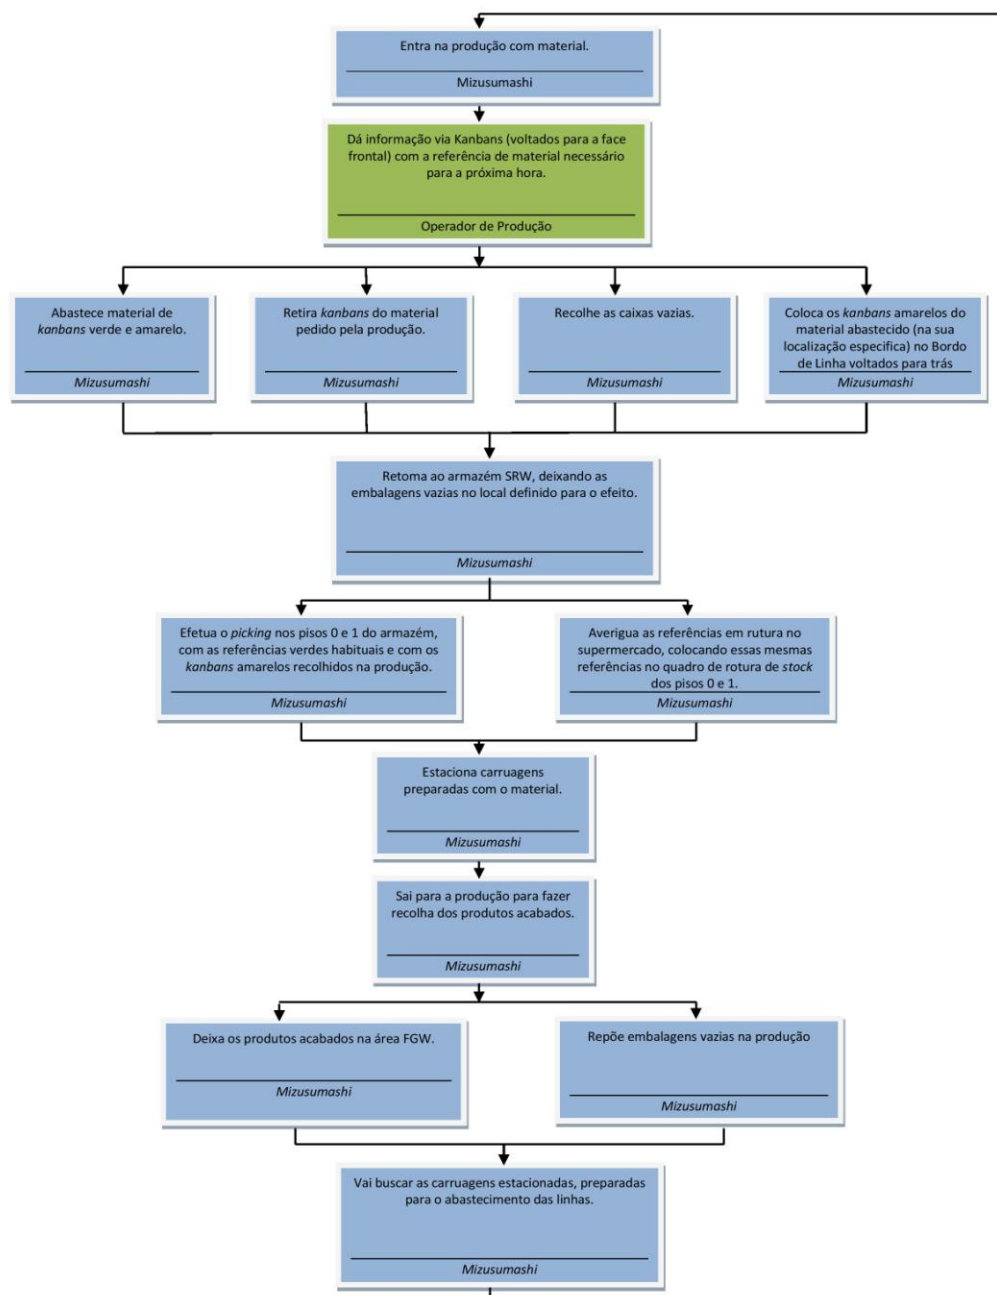 Entra na produção com material.
Mizusumashi
Dá informação via Kanbans (voltados para a face
frontal) com a referência de material necessário
para a próxima hora.
Operador de Produção
Abastece material de
kanbans verde e amarelo.
Mizusumashi
Retira kanbans do material
pedido pela produção.
Mizusumashi
Recolhe as caixas vazias.
Mizusumashi
Coloca os kanbans amarelos do
material abastecido (na sua
localização especifica) no Bordo
de Linha voltados para trás
Mizusumashi
Retoma ao armazém SRW, deixando as
embalagens vazias no local definido para o efeito.
Mizusumashi
Efetua o picking nos pisos 0 e 1 do armazém,
com as referências verdes habituais e com os
kanbans amarelos recolhidos na produção.
Mizusumashi
Averigua as referências em rutura no
supermercado, colocando essas mesmas
referências no quadro de rotura de stock
dos pisos 0 e 1.
Mizusumashi
Estaciona carruagens
preparadas com o material.
Mizusumashi
Sai para a produção para fazer
recolha dos produtos acabados.
Mizusumashi
Deixa os produtos acabados na área FGW.
Mizusumashi
Repõe embalagens vazias na produção
Mizusumashi
Vai buscar as carruagens estacionadas, preparadas
para o abastecimento das linhas.
Mizusumashi